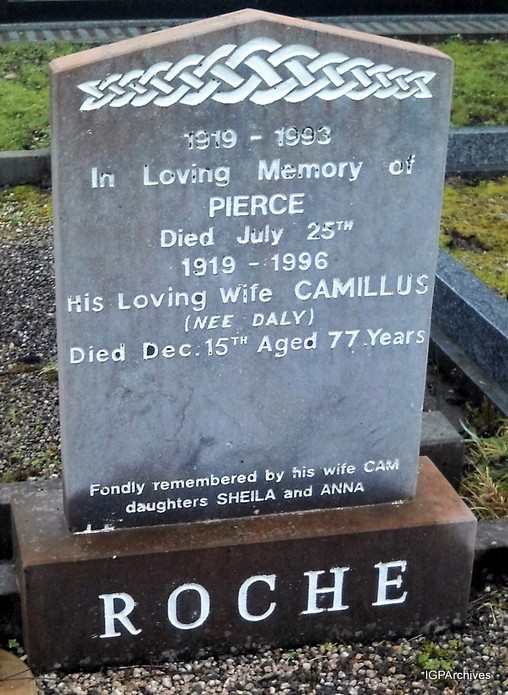 1919 - 1993
In Loving Memory of
PIERCE
Died July 25TH
1919 - 1996
His Loving Wife CAMILLUS
(NEE DALY)
Died Dec. 15TH Aged 77 Years
Fondly remembered by his wife CAM
daughters SHEILA and ANNA
ROCHE
*IGPArchives